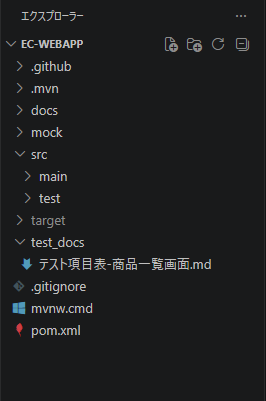 エクスプローラー
EC-WEBAPP
.github
.mvn
docs
mock
src
main
test
target
test_docs
テスト項目表-商品一覧画面.md
.gitignore
mvnw.cmd
pom.xml